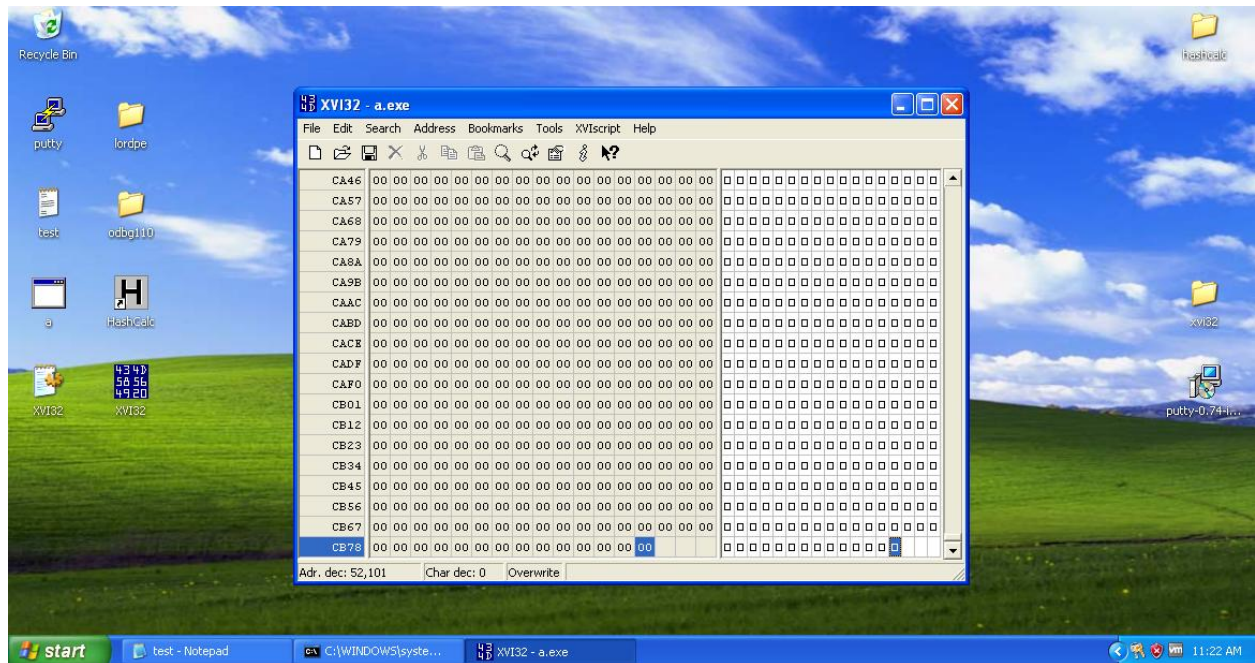 Recycle Bin
hashcalc
putty
lordpe
test
odbg110
a
HashCalc
xvi32
XVI32
43 4D
58 56
49 20
XVI32
putty-0.74-i...
XVI32 - a.exe
File Edit Search Address Bookmarks Tools XVIscript Help
CA46 00 00 00 00 00 00 00 00 00 00 00 00 00 00 00 00 00
CA57 00 00 00 00 00 00 00 00 00 00 00 00 00 00 00 00 00
CA68 00 00 00 00 00 00 00 00 00 00 00 00 00 00 00 00 00
CA79 00 00 00 00 00 00 00 00 00 00 00 00 00 00 00 00 00
CA8A 00 00 00 00 00 00 00 00 00 00 00 00 00 00 00 00 00
CA9B 00 00 00 00 00 00 00 00 00 00 00 00 00 00 00 00 00
CAAC 00 00 00 00 00 00 00 00 00 00 00 00 00 00 00 00 00
CABD 00 00 00 00 00 00 00 00 00 00 00 00 00 00 00 00 00
CACE 00 00 00 00 00 00 00 00 00 00 00 00 00 00 00 00 00
CADF 00 00 00 00 00 00 00 00 00 00 00 00 00 00 00 00 00
CAF0 00 00 00 00 00 00 00 00 00 00 00 00 00 00 00 00 00
CB01 00 00 00 00 00 00 00 00 00 00 00 00 00 00 00 00 00
CB12 00 00 00 00 00 00 00 00 00 00 00 00 00 00 00 00 00
CB23 00 00 00 00 00 00 00 00 00 00 00 00 00 00 00 00 00
CB34 00 00 00 00 00 00 00 00 00 00 00 00 00 00 00 00 00
CB45 00 00 00 00 00 00 00 00 00 00 00 00 00 00 00 00 00
CB56 00 00 00 00 00 00 00 00 00 00 00 00 00 00 00 00 00
CB67 00 00 00 00 00 00 00 00 00 00 00 00 00 00 00 00 00
CB78 00 00 00 00 00 00 00 00 00 00 00 00 00 00
Adr. dec: 52,101 Char dec: 0 Overwrite
start test - Notepad C:\WINDOWS\syste... XVI32 - a.exe 11:22 AM